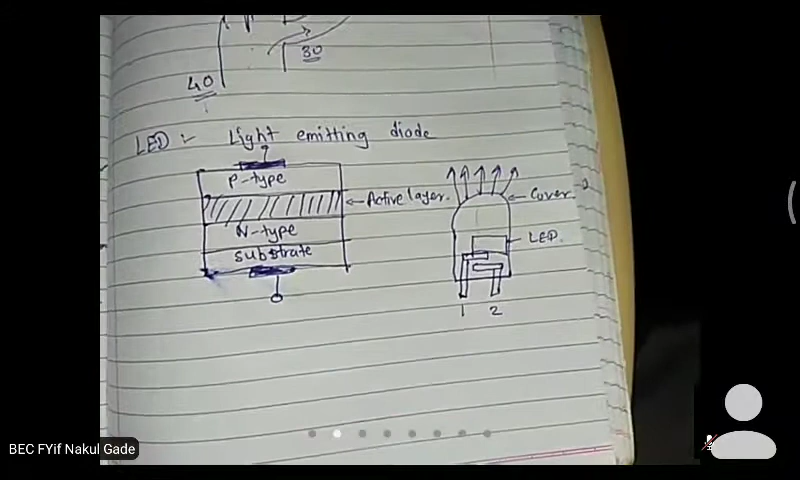 30
40
LED :- Light emitting diode
P-type
Active layer.
N-type
substrate
Cover
LED.
1 2
BEC FYif Nakul Gade